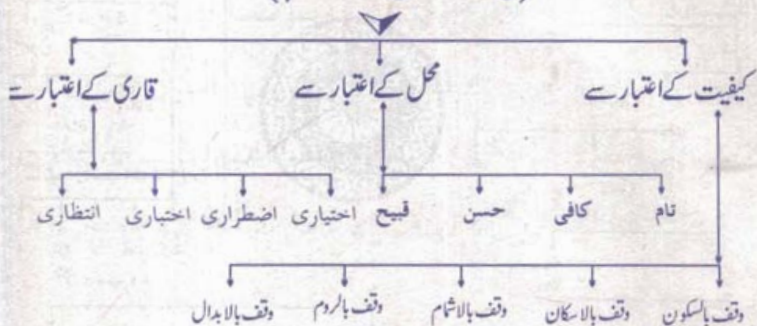 کیفیت کے اعتبار سے محل کے اعتبار سے قاری کے اعتبار سے
تام کافی حسن قبیح اختیاری اضطراری اختباری انتظاری
وقف بالسکون وقف بالاسکان وقف بالاشمام وقف بالروم وقف بالابدال